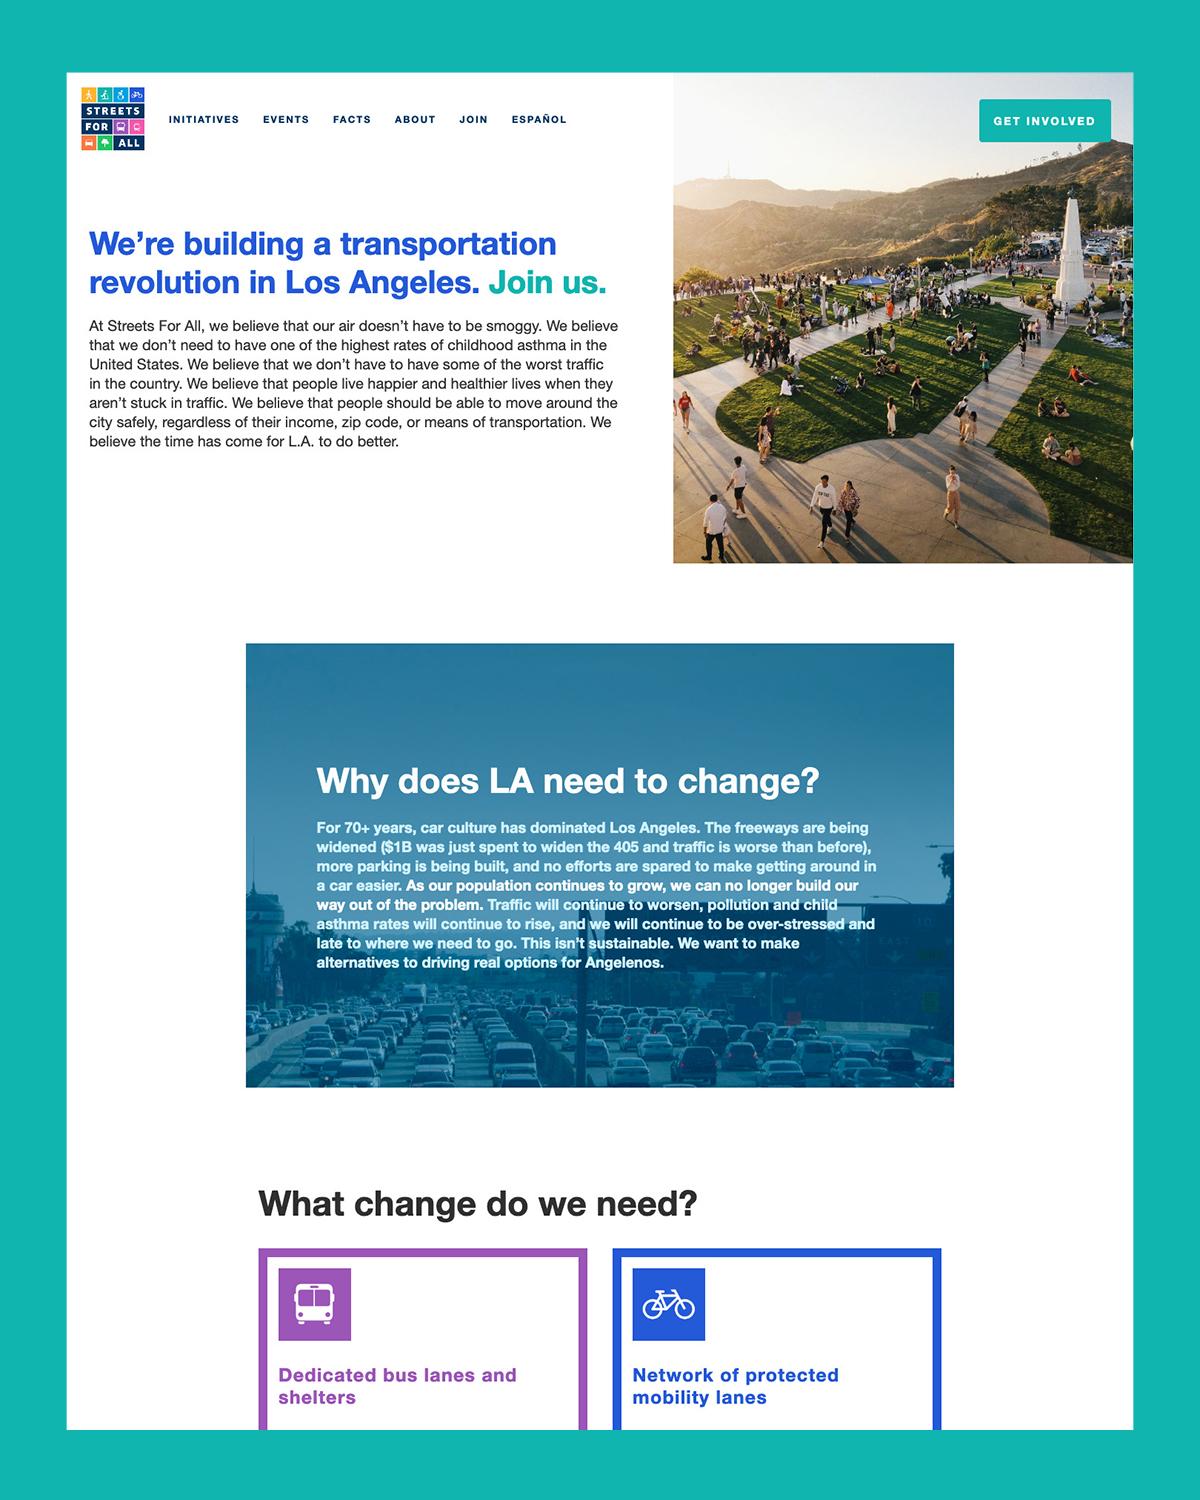 STREETS
FOR
ALL
INITIATIVES EVENTS FACTS ABOUT JOIN ESPAÑOL
GET INVOLVED
We’re building a transportation
revolution in Los Angeles. Join us.
At Streets For All, we believe that our air doesn’t have to be smoggy. We believe
that we don’t need to have one of the highest rates of childhood asthma in the
United States. We believe that we don’t have to have some of the worst traffic
in the country. We believe that people live happier and healthier lives when they
aren’t stuck in traffic. We believe that people should be able to move around the
city safely, regardless of their income, zip code, or means of transportation. We
believe the time has come for L.A. to do better.
Why does LA need to change?
For 70+ years, car culture has dominated Los Angeles. The freeways are being
widened ($1B was just spent to widen the 405 and traffic is worse than before),
more parking is being built, and no efforts are spared to make getting around in
a car easier. As our population continues to grow, we can no longer build our
way out of the problem. Traffic will continue to worsen, pollution and child
asthma rates will continue to rise, and we will continue to be over-stressed and
late to where we need to go. This isn’t sustainable. We want to make
alternatives to driving real options for Angelenos.
10
EAST
What change do we need?
Dedicated bus lanes and
shelters
Network of protected
mobility lanes